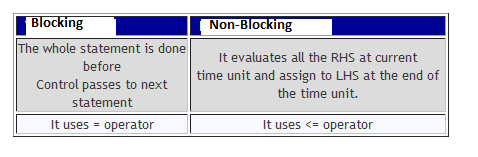 Blocking
Non-Blocking
The whole statement is done
before
Control passes to next
statement
It evaluates all the RHS at current
time unit and assign to LHS at the end of
the time unit.
It uses = operator
It uses <= operator